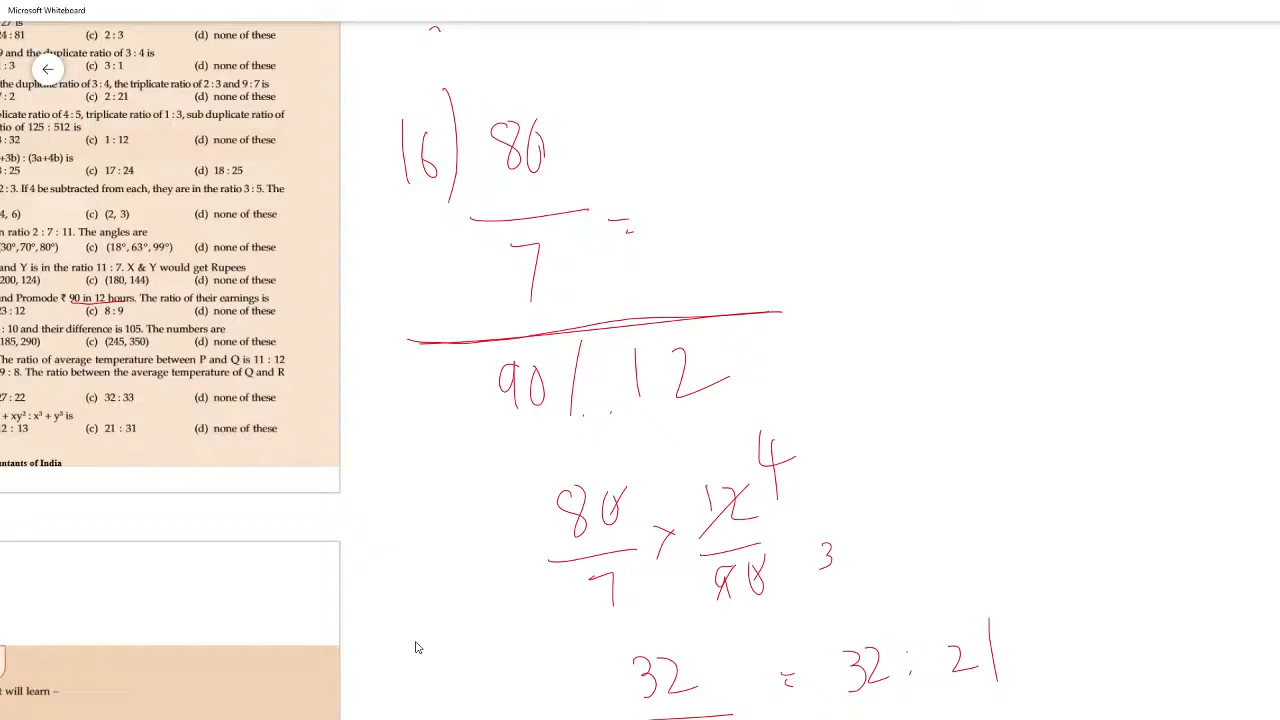 Microsoft Whiteboard
27 is
24 : 81 (c) 2 : 3 (d) none of these
9 and the duplicate ratio of 3 : 4 is
: 3 (c) 3 : 1 (d) none of these
the duplicate ratio of 3 : 4, the triplicate ratio of 2 : 3 and 9 : 7 is
: 2 (c) 2 : 21 (d) none of these
licate ratio of 4 : 5, triplicate ratio of 1 : 3, sub duplicate ratio of
tio of 125 : 512 is
: 32 (c) 1 : 12 (d) none of these
+3b) : (3a+4b) is
: 25 (c) 17 : 24 (d) 18 : 25
2 : 3. If 4 be subtracted from each, they are in the ratio 3 : 5. The
4, 6) (c) (2, 3) (d) none of these
n ratio 2 : 7 : 11. The angles are
(30°, 70°, 80°) (c) (18°, 63°, 99°) (d) none of these
and Y is in the ratio 11 : 7. X & Y would get Rupees
200, 124) (c) (180, 144) (d) none of these
and Promode ₹ 90 in 12 hours. The ratio of their earnings is
23 : 12 (c) 8 : 9 (d) none of these
: 10 and their difference is 105. The numbers are
185, 290) (c) (245, 350) (d) none of these
The ratio of average temperature between P and Q is 11 : 12
9 : 8. The ratio between the average temperature of Q and R
27 : 22 (c) 32 : 33 (d) none of these
+ xy² : x³ + y³ is
12 : 13 (c) 21 : 31 (d) none of these
ntants of India
t will learn –
16) 80
7 =
90 / 12
4
80 × 12
7 90 3
32 = 32 : 21